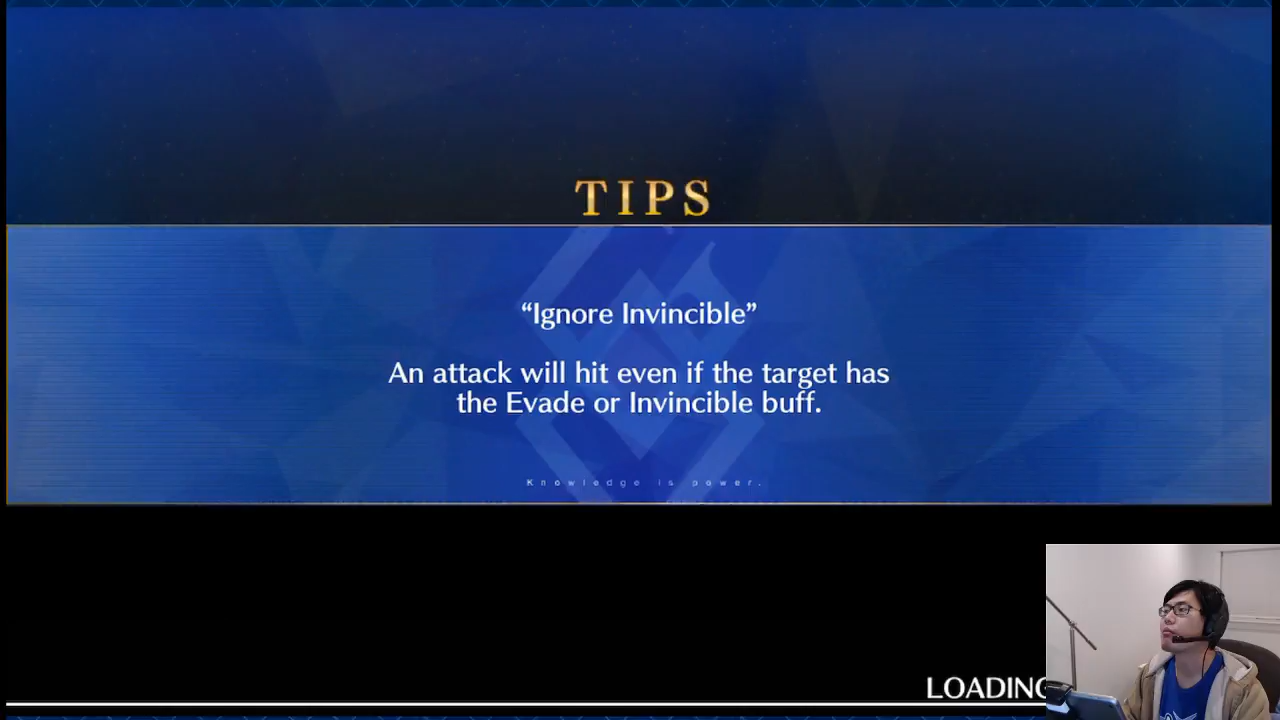 TIPS
“Ignore Invincible”
An attack will hit even if the target has
the Evade or Invincible buff.
Knowledge is power.
LOADING